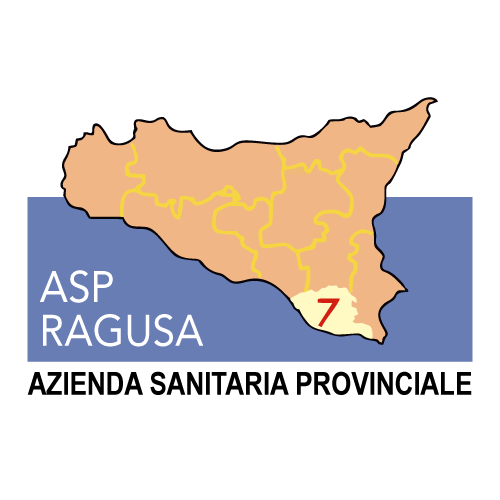 7
ASP
RAGUSA
AZIENDA SANITARIA PROVINCIALE